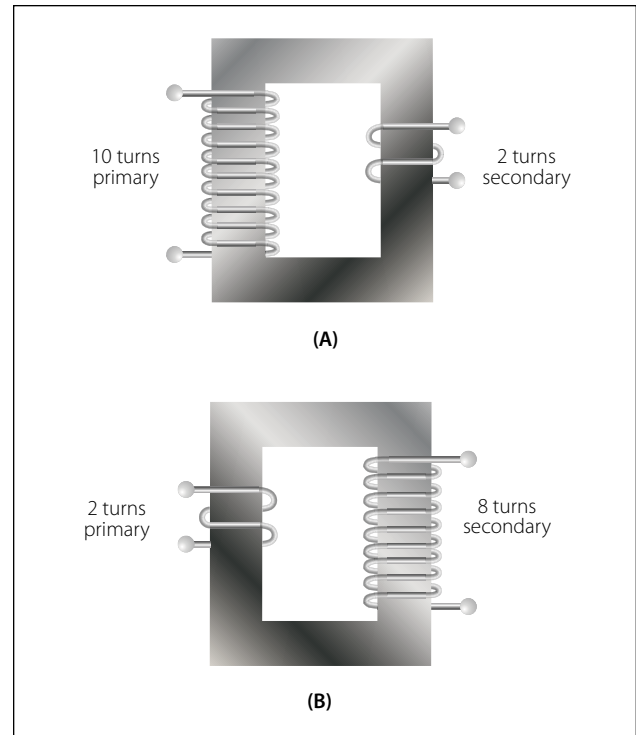 10 turns
primary
2 turns
secondary
(A)
2 turns
primary
8 turns
secondary
(B)